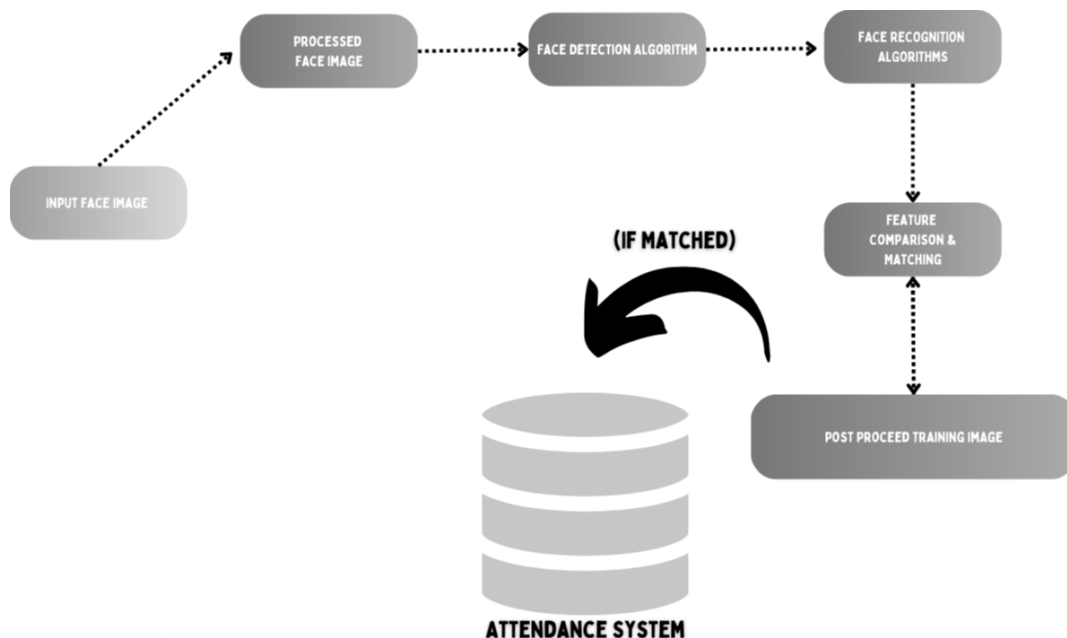 PROCESSED
FACE IMAGE
FACE DETECTION ALGORITHM
FACE RECOGNITION
ALGORITHMS
INPUT FACE IMAGE
FEATURE
COMPARISON &
MATCHING
(IF MATCHED)
POST PROCEED TRAINING IMAGE
ATTENDANCE SYSTEM